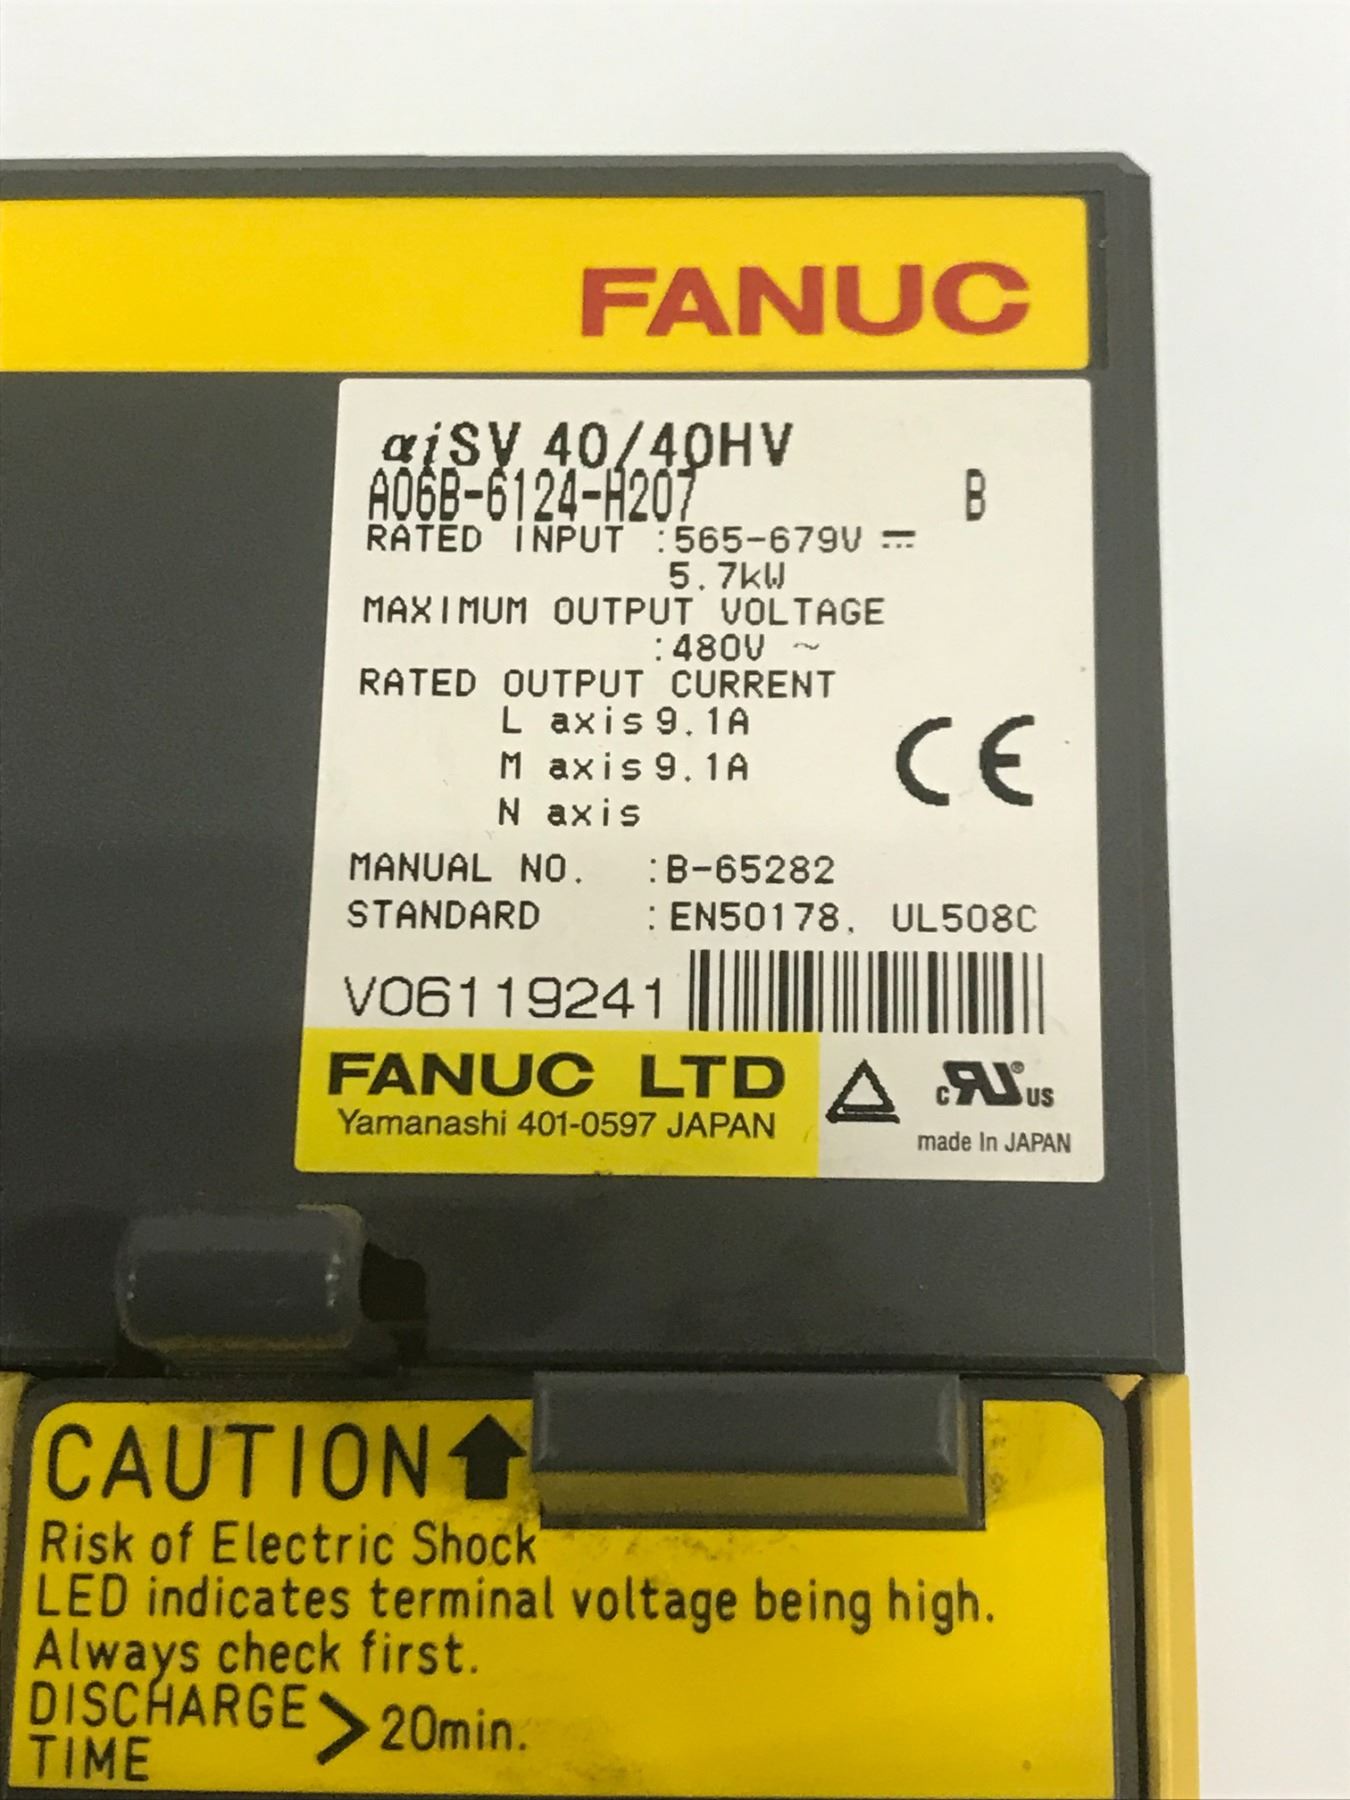 FANUC
αiSV 40/40HV
A06B-6124-H207 B
RATED INPUT :565-679V ⎓
5.7kW
MAXIMUM OUTPUT VOLTAGE
:480V ~
RATED OUTPUT CURRENT
L axis 9.1A
M axis 9.1A
N axis
CE
MANUAL NO. :B-65282
STANDARD :EN50178, UL508C
V06119241
FANUC LTD
Yamanashi 401-0597 JAPAN
c RU ® US
made In JAPAN
CAUTION
Risk of Electric Shock
LED indicates terminal voltage being high.
Always check first.
DISCHARGE TIME > 20min.